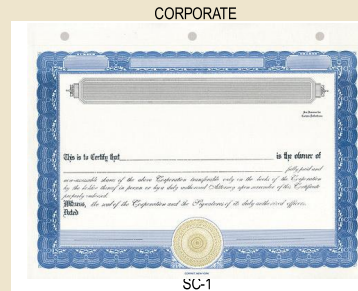 CORPORATE
This is to Certify that is the owner of
fully paid and
non-assessable shares of the above Corporation transferable only on the books of the Corporation
by the holder thereof in person or by a duly authorized Attorney upon surrender of this Certificate
properly endorsed.
Witness, the seal of the Corporation and the signatures of its duly authorized officers.
Dated
SC-1